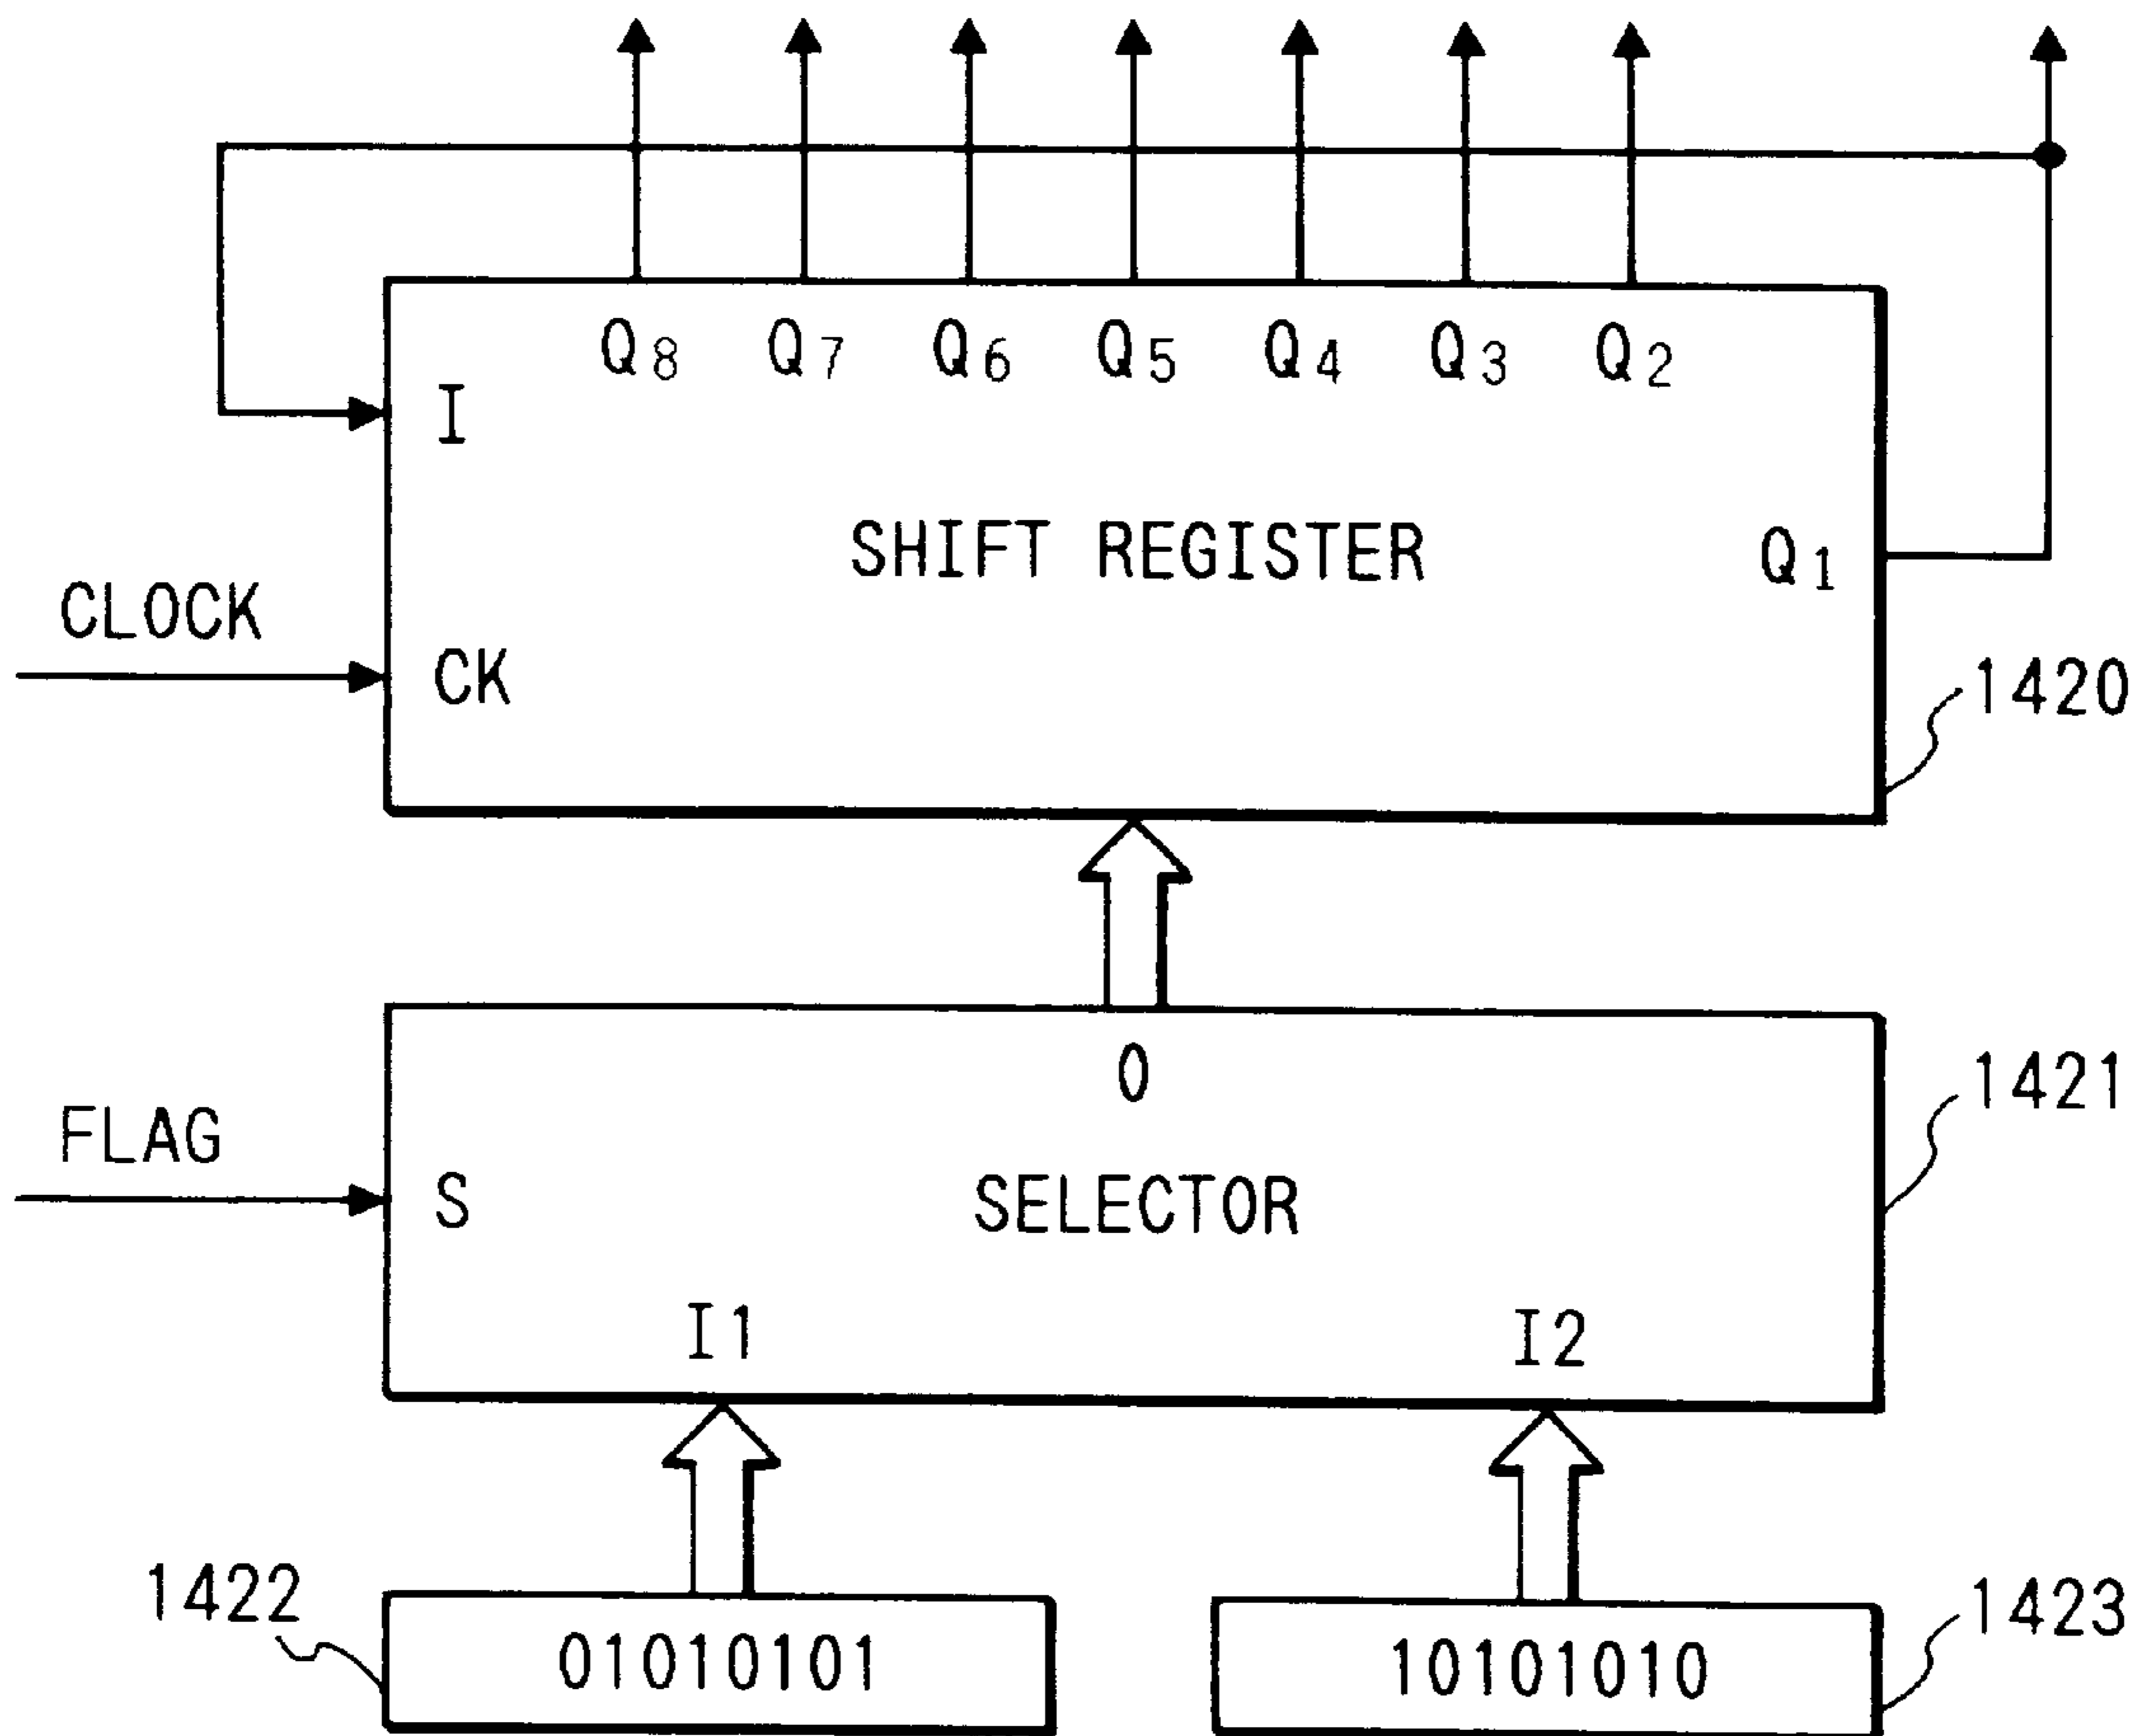 Q8 Q7 Q6 Q5 Q4 Q3 Q2
I
SHIFT REGISTER
Q1
CLOCK
CK
1420
O
1421
FLAG
S
SELECTOR
I1
I2
1422
01010101
10101010
1423